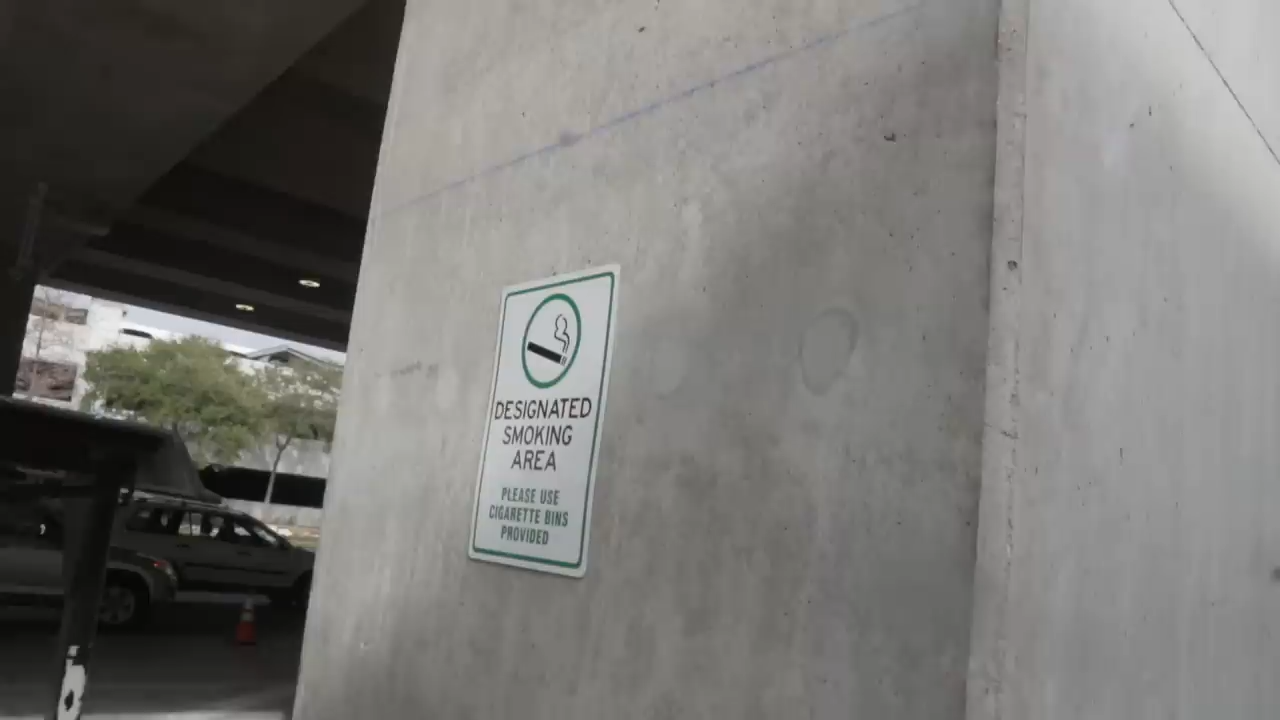 DESIGNATED
SMOKING
AREA
PLEASE USE
CIGARETTE BINS
PROVIDED